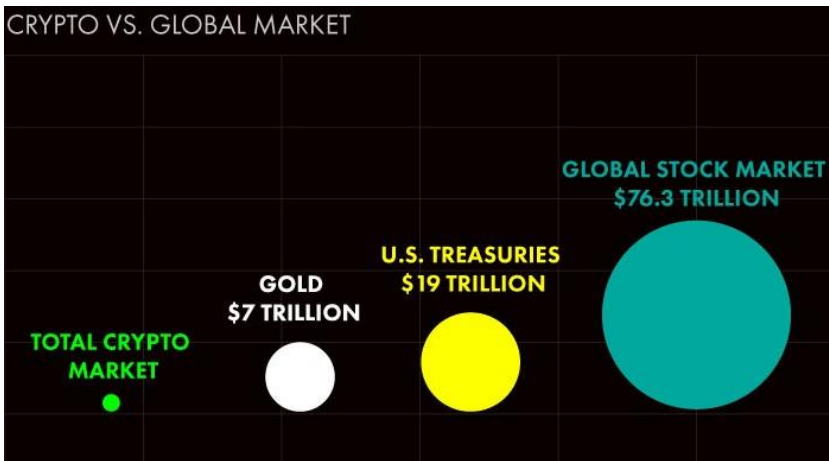 CRYPTO VS. GLOBAL MARKET
GLOBAL STOCK MARKET
$76.3 TRILLION
U.S. TREASURIES
$19 TRILLION
GOLD
$7 TRILLION
TOTAL CRYPTO
MARKET